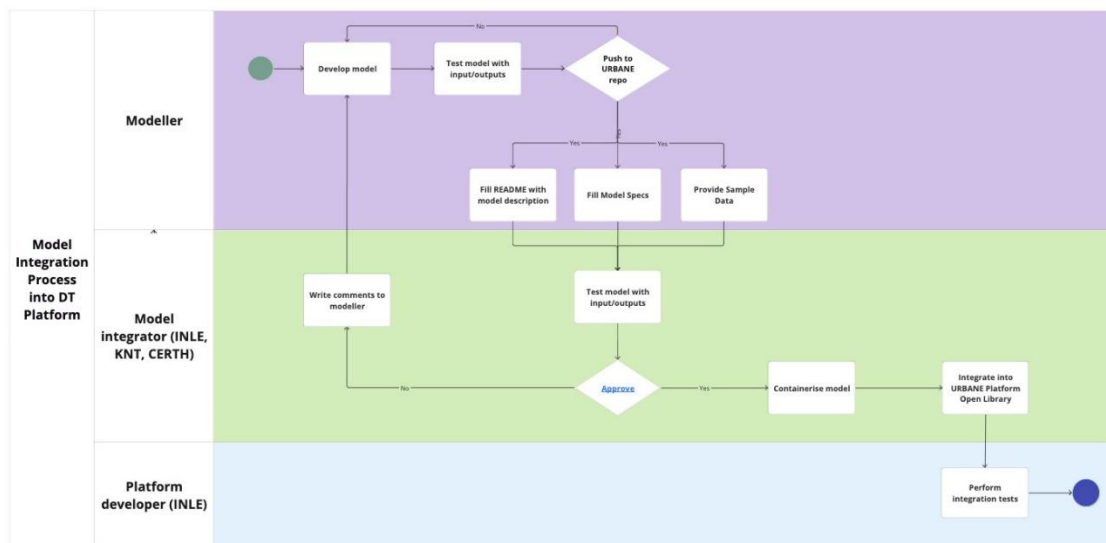 Model
Integration
Process
into DT
Platform
Modeller
No
Develop model
Test model with
input/outputs
Push to
URBANE
repo
Yes
Yes
Yes
Fill README with
model description
Fill Model Specs
Provide Sample
Data
Model
integrator (INLE,
KNT, CERTH)
Write comments to
modeller
Test model with
input/outputs
No
Approve
Yes
Containerise model
Integrate into
URBANE Platform
Open Library
Platform
developer (INLE)
Perform
integration tests